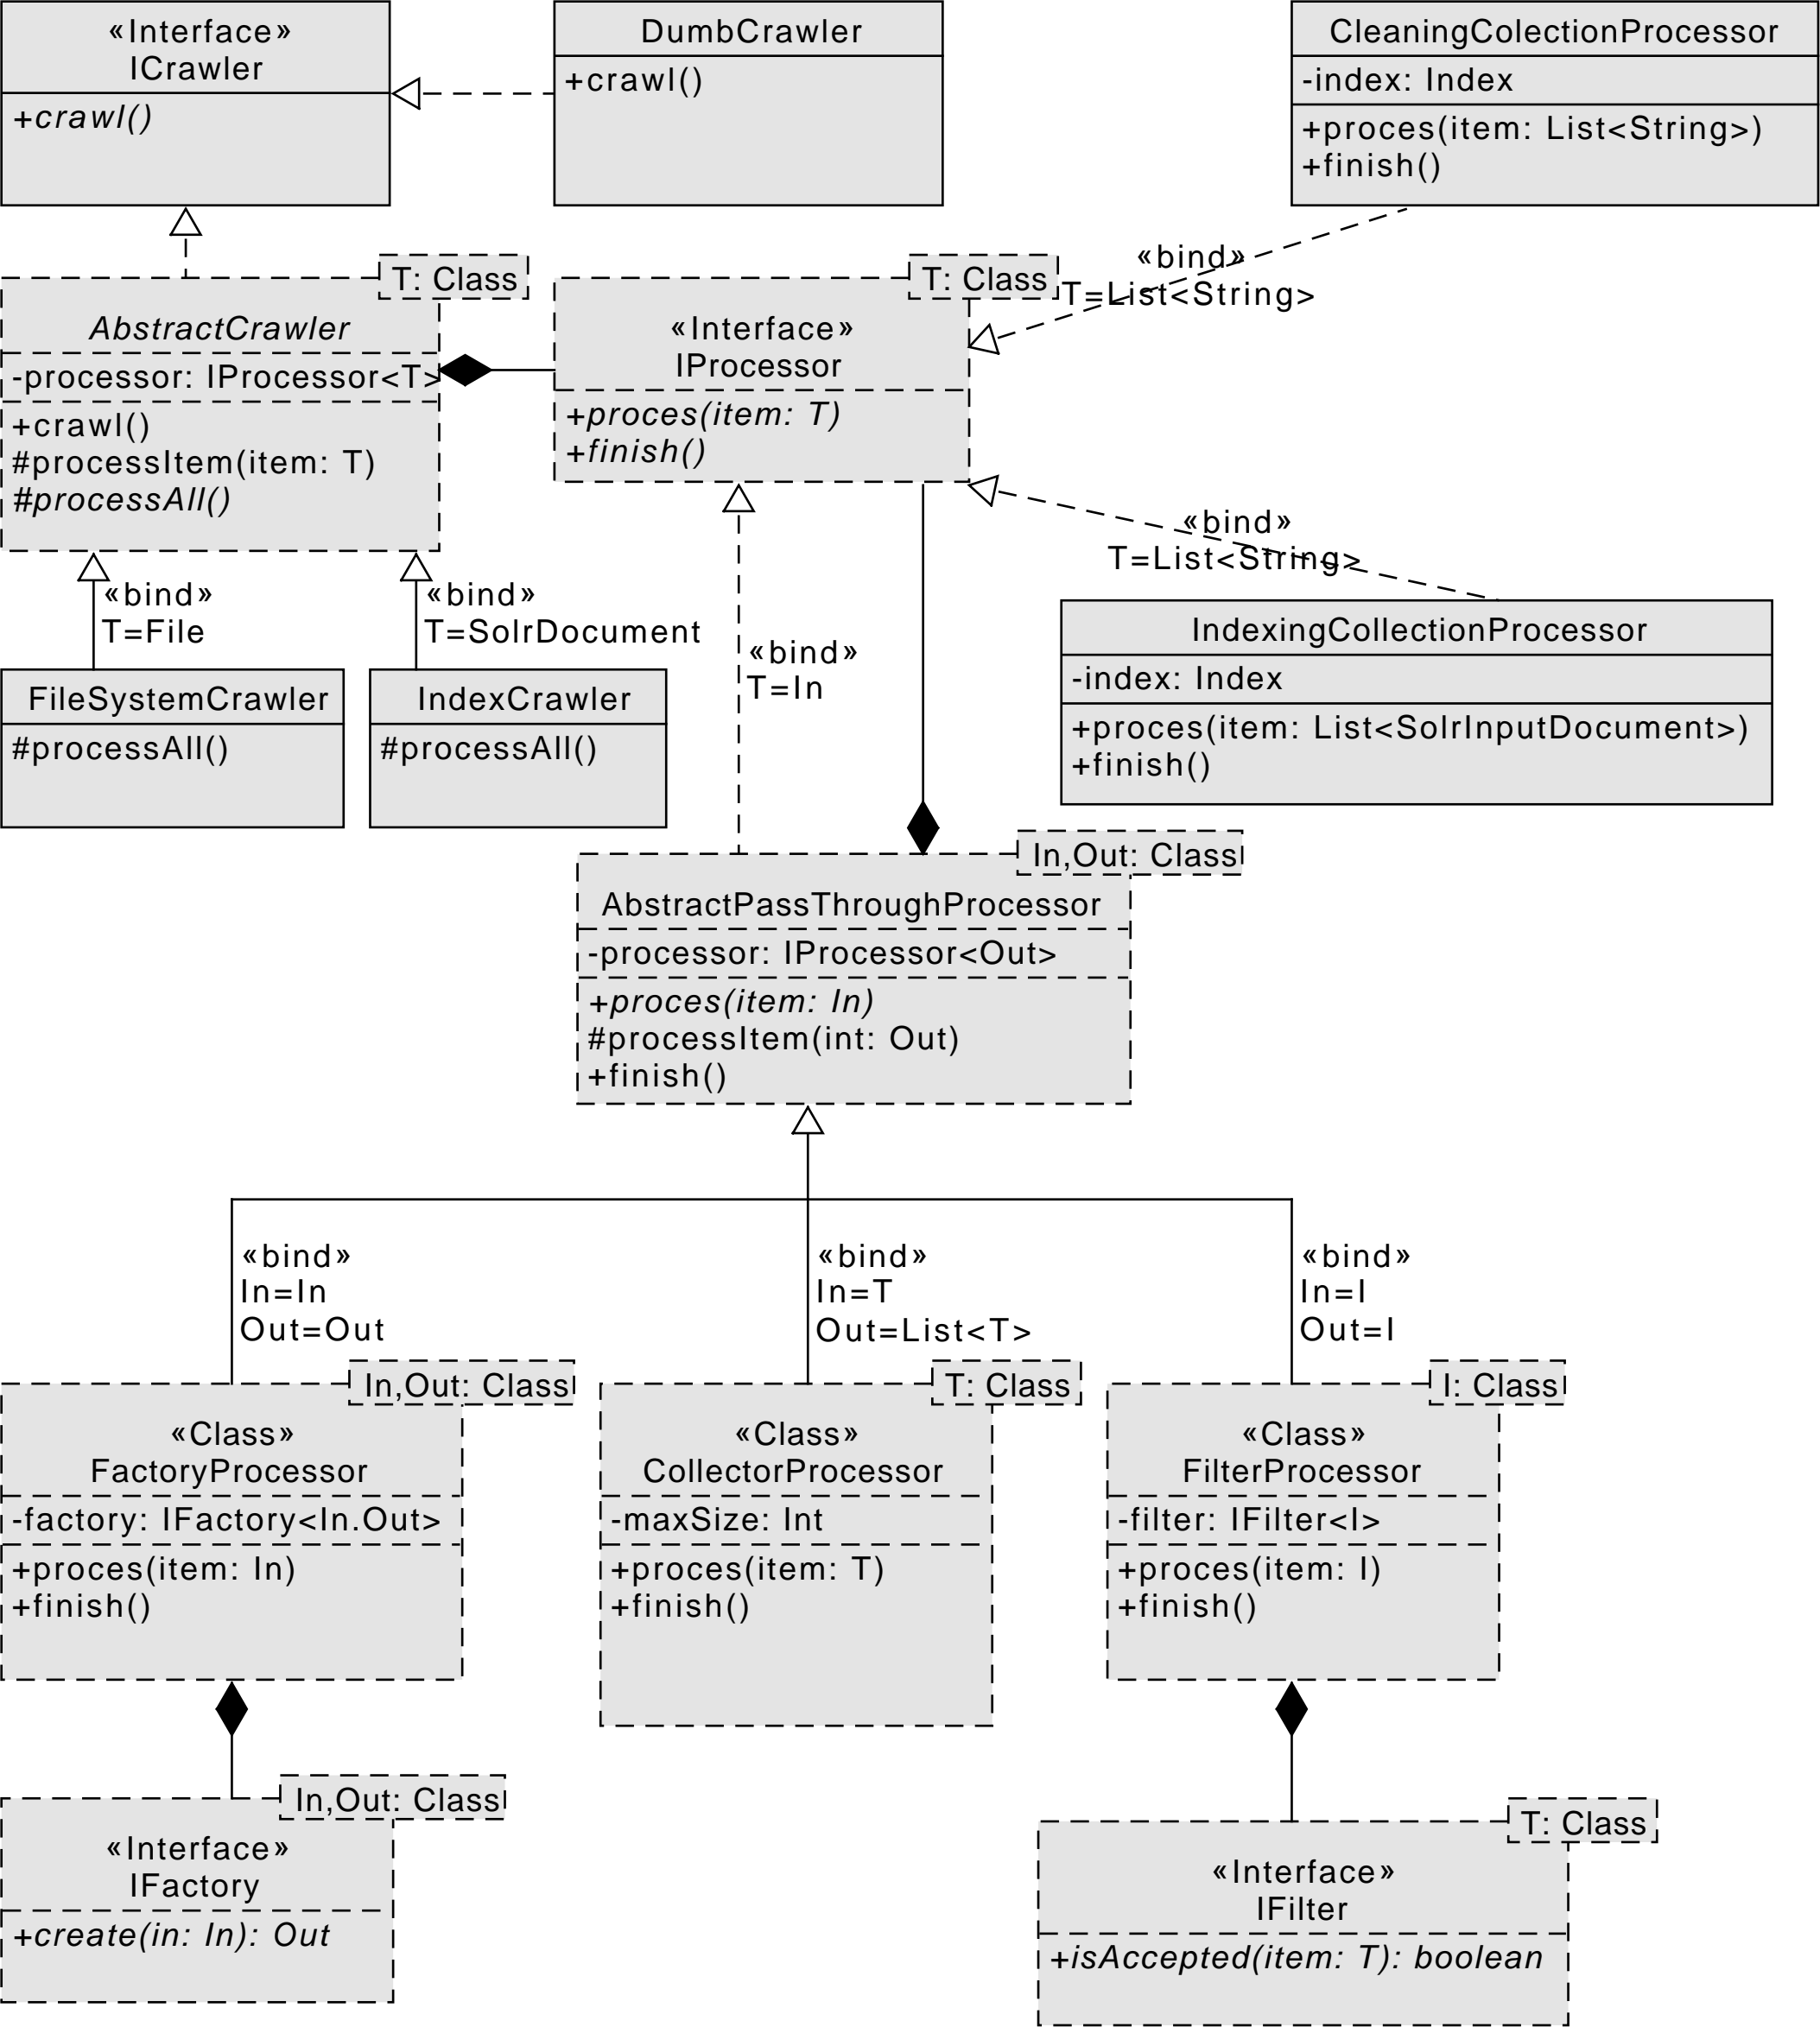 «Interface»
ICrawler
+crawl()
DumbCrawler
+crawl()
CleaningColectionProcessor
-index: Index
+proces(item: List<String>)
+finish()
T: Class
AbstractCrawler
-processor: IProcessor<T>
+crawl()
#processItem(item: T)
#processAll()
T: Class
«Interface»
IProcessor
+proces(item: T)
+finish()
«bind»
T=List<String>
«bind»
T=List<String>
«bind»
T=File
«bind»
T=SolrDocument
«bind»
T=In
FileSystemCrawler
#processAll()
IndexCrawler
#processAll()
IndexingCollectionProcessor
-index: Index
+proces(item: List<SolrInputDocument>)
+finish()
In,Out: Class
AbstractPassThroughProcessor
-processor: IProcessor<Out>
+proces(item: In)
#processItem(int: Out)
+finish()
«bind»
In=In
Out=Out
«bind»
In=T
Out=List<T>
«bind»
In=I
Out=I
In,Out: Class
«Class»
FactoryProcessor
-factory: IFactory<In.Out>
+proces(item: In)
+finish()
T: Class
«Class»
CollectorProcessor
-maxSize: Int
+proces(item: T)
+finish()
I: Class
«Class»
FilterProcessor
-filter: IFilter<I>
+proces(item: I)
+finish()
In,Out: Class
«Interface»
IFactory
+create(in: In): Out
T: Class
«Interface»
IFilter
+isAccepted(item: T): boolean